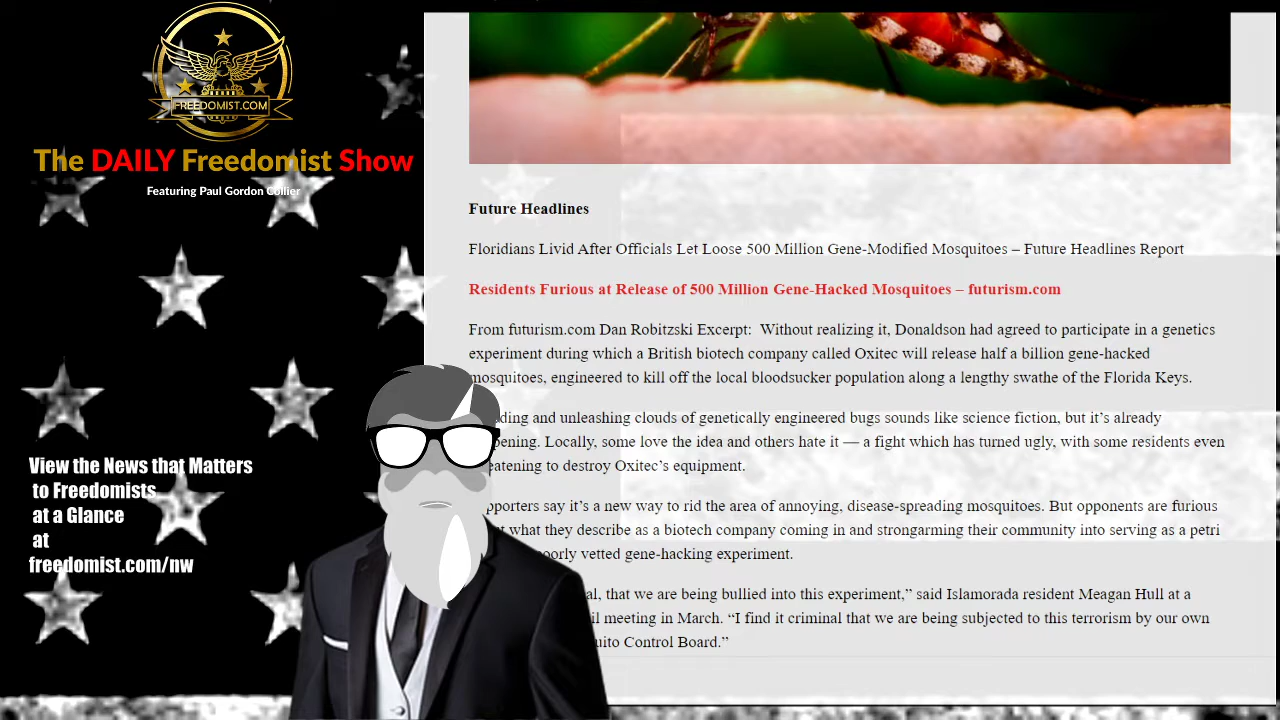 FREEDOMIST.COM
The DAILY Freedomist Show
Featuring Paul Gordon Collier
View the News that Matters
to Freedomists
at a Glance
at
freedomist.com/nw
Future Headlines
Floridians Livid After Officials Let Loose 500 Million Gene-Modified Mosquitoes – Future Headlines Report
Residents Furious at Release of 500 Million Gene-Hacked Mosquitoes – futurism.com
From futurism.com Dan Robitzski Excerpt:  Without realizing it, Donaldson had agreed to participate in a genetics
experiment during which a British biotech company called Oxitec will release half a billion gene-hacked
mosquitoes, engineered to kill off the local bloodsucker population along a lengthy swathe of the Florida Keys.
and unleashing clouds of genetically engineered bugs sounds like science fiction, but it’s already
Locally, some love the idea and others hate it — a fight which has turned ugly, with some residents even
to destroy Oxitec’s equipment.
say it’s a new way to rid the area of annoying, disease-spreading mosquitoes. But opponents are furious
what they describe as a biotech company coming in and strongarming their community into serving as a petri
poorly vetted gene-hacking experiment.
that we are being bullied into this experiment,” said Islamorada resident Meagan Hull at a
meeting in March. “I find it criminal that we are being subjected to this terrorism by our own
Control Board.”